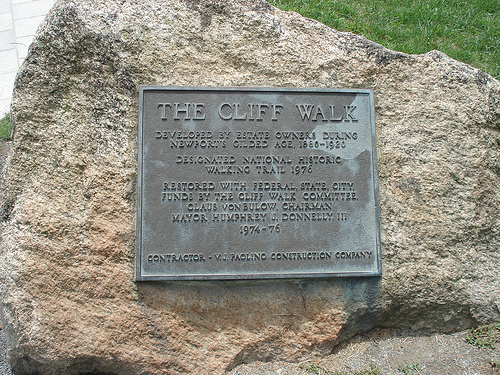 THE CLIFF WALK
DEVELOPED BY ESTATE OWNERS DURING
NEWPORT'S GILDED AGE, 1880-1920
DESIGNATED NATIONAL HISTORIC
WALKING TRAIL 1976
RESTORED WITH FEDERAL, STATE, CITY,
FUNDS BY THE CLIFF WALK COMMITTEE,
CLAUS VONBULOW, CHAIRMAN
MAYOR HUMPHREY J. DONNELLY, III
1974-76
CONTRACTOR - V.J. PAOLINO CONSTRUCTION COMPANY